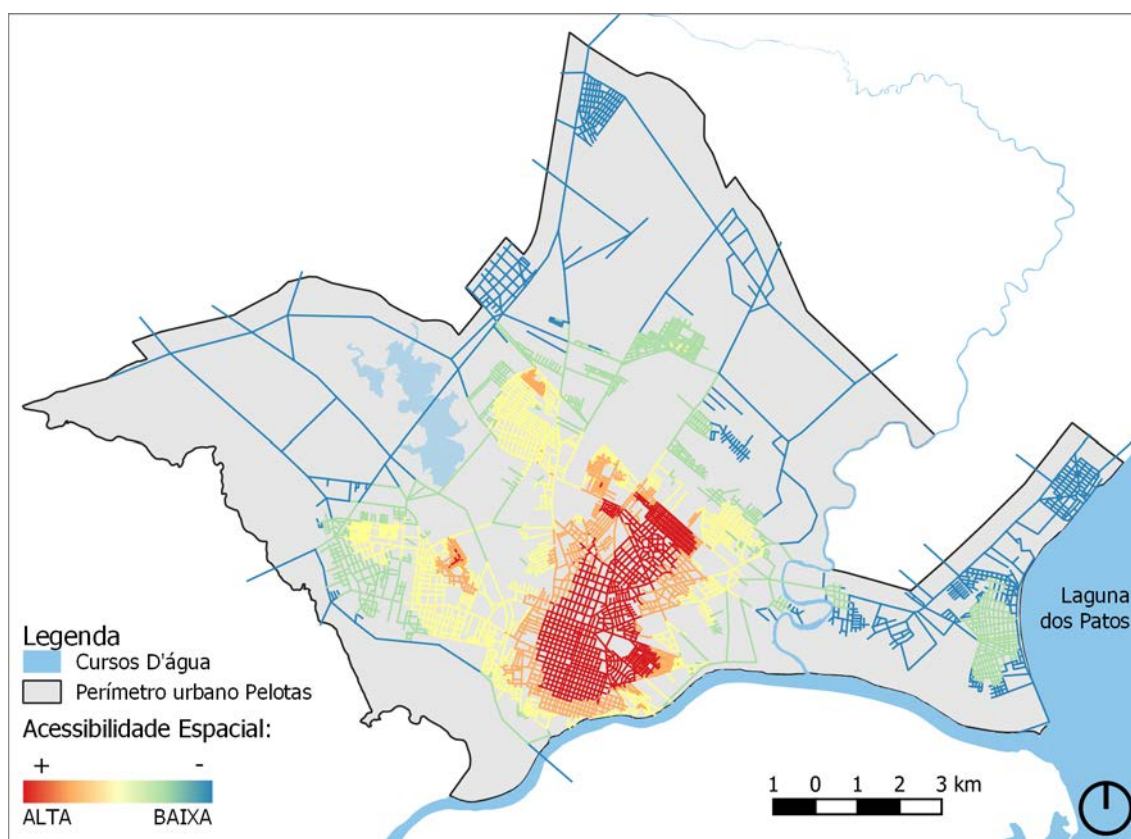 Laguna
dos Patos
Legenda
Cursos D'água
Perímetro urbano Pelotas
Acessibilidade Espacial:
+ -
ALTA BAIXA
1 0 1 2 3 km